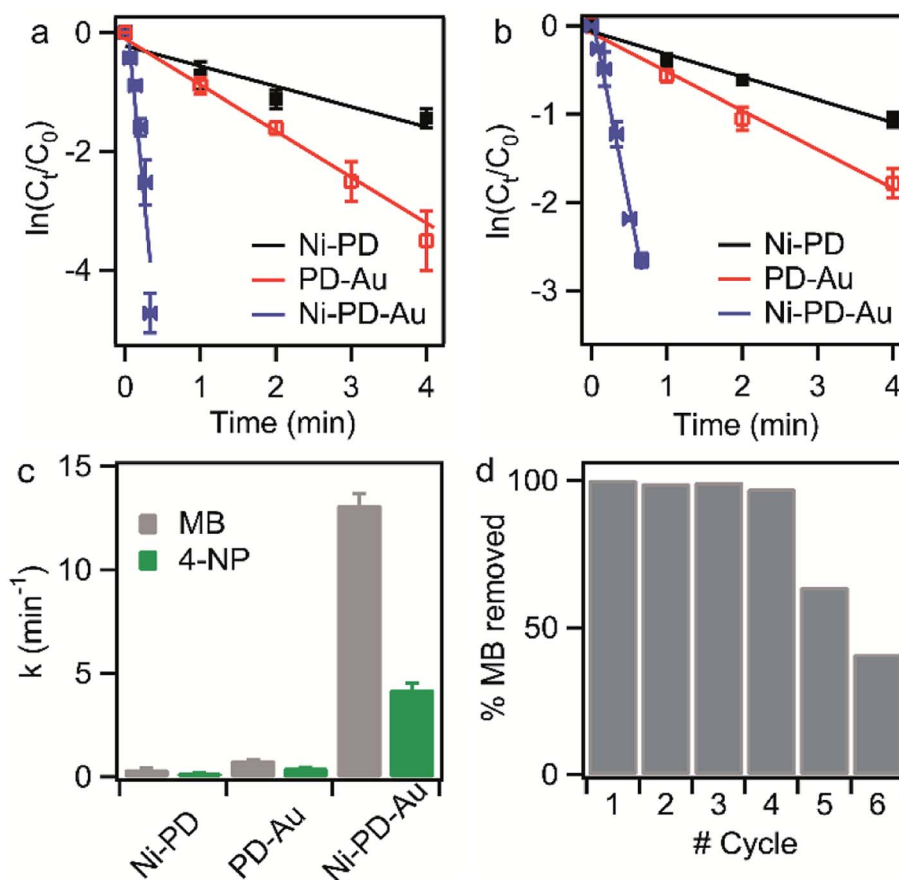 a
ln(Ct/C0)
0
-2
-4
Ni-PD
PD-Au
Ni-PD-Au
0 1 2 3 4
Time (min)
b
ln(Ct/C0)
-0
-1
-2
-3
Ni-PD
PD-Au
Ni-PD-Au
0 1 2 3 4
Time (min)
c
k (min-1)
15
10
5
0
MB
4-NP
Ni-PD
PD-Au
Ni-PD-Au
d
% MB removed
100
50
0
1 2 3 4 5 6
# Cycle